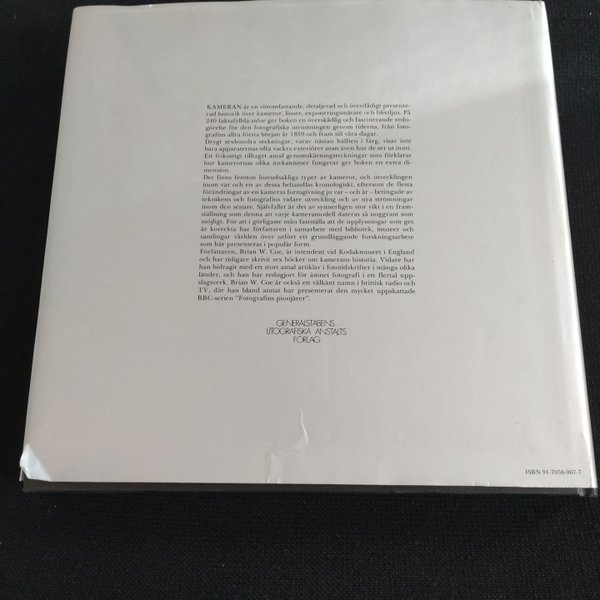 KAMERAN är en vittomfattande, detaljerad och överdådigt presente-
rad historik över kameror, linser, exponeringsmätare och blixtljus. På
240 faktafyllda sidor ger boken en överskådlig och fascinerande redo-
görelse för den fotografiska utrustningen genom tiderna, från foto-
grafins allra första början år 1839 och fram till våra dagar.
Drygt sexhundra teckningar, varav nästan hälften i färg, visar inte
bara apparaternas ofta vackra exteriörer utan även hur de ser ut inuti.
Ett frikostigt tilltaget antal genomskärningsteckningar som förklarar
hur kamerornas olika mekanismer fungerar ger boken en extra di-
mension.
Det finns femton huvudsakliga typer av kameror, och utvecklingen
inom var och en av dessa behandlas kronologiskt, eftersom de flesta
förändringar av en kameras formgivning ju var – och är – betingade av
teknikens och fotografins vidare utveckling och av nya strömningar
inom den senare. Självfallet är det av synnerligen stor vikt i en fram-
ställning som denna att varje kameramodell dateras så noggrant som
möjligt. För att i görligaste mån fastställa att de upplysningar som ges
är korrekta har författaren i samarbete med bibliotek, museer och
samlingar världen över utfört ett grundläggande forskningsarbete
som här presenteras i populär form.
Författaren, Brian W. Coe, är intendent vid Kodakmuseet i England
och har tidigare skrivit sex böcker om kamerans historia. Vidare har
han bidragit med ett stort antal artiklar i fototidskrifter i många olika
länder, och han har redogjort för ämnet fotografi i ett flertal upp-
slagsverk. Brian W. Coe är också ett välkänt namn i brittisk radio och
TV, där han bland annat har presenterat den mycket uppskattade
BBC-serien "Fotografins pionjärer".
GENERALSTABENS
LITOGRAFISKA ANSTALTS
FÖRLAG
ISBN 91-7058-067-7